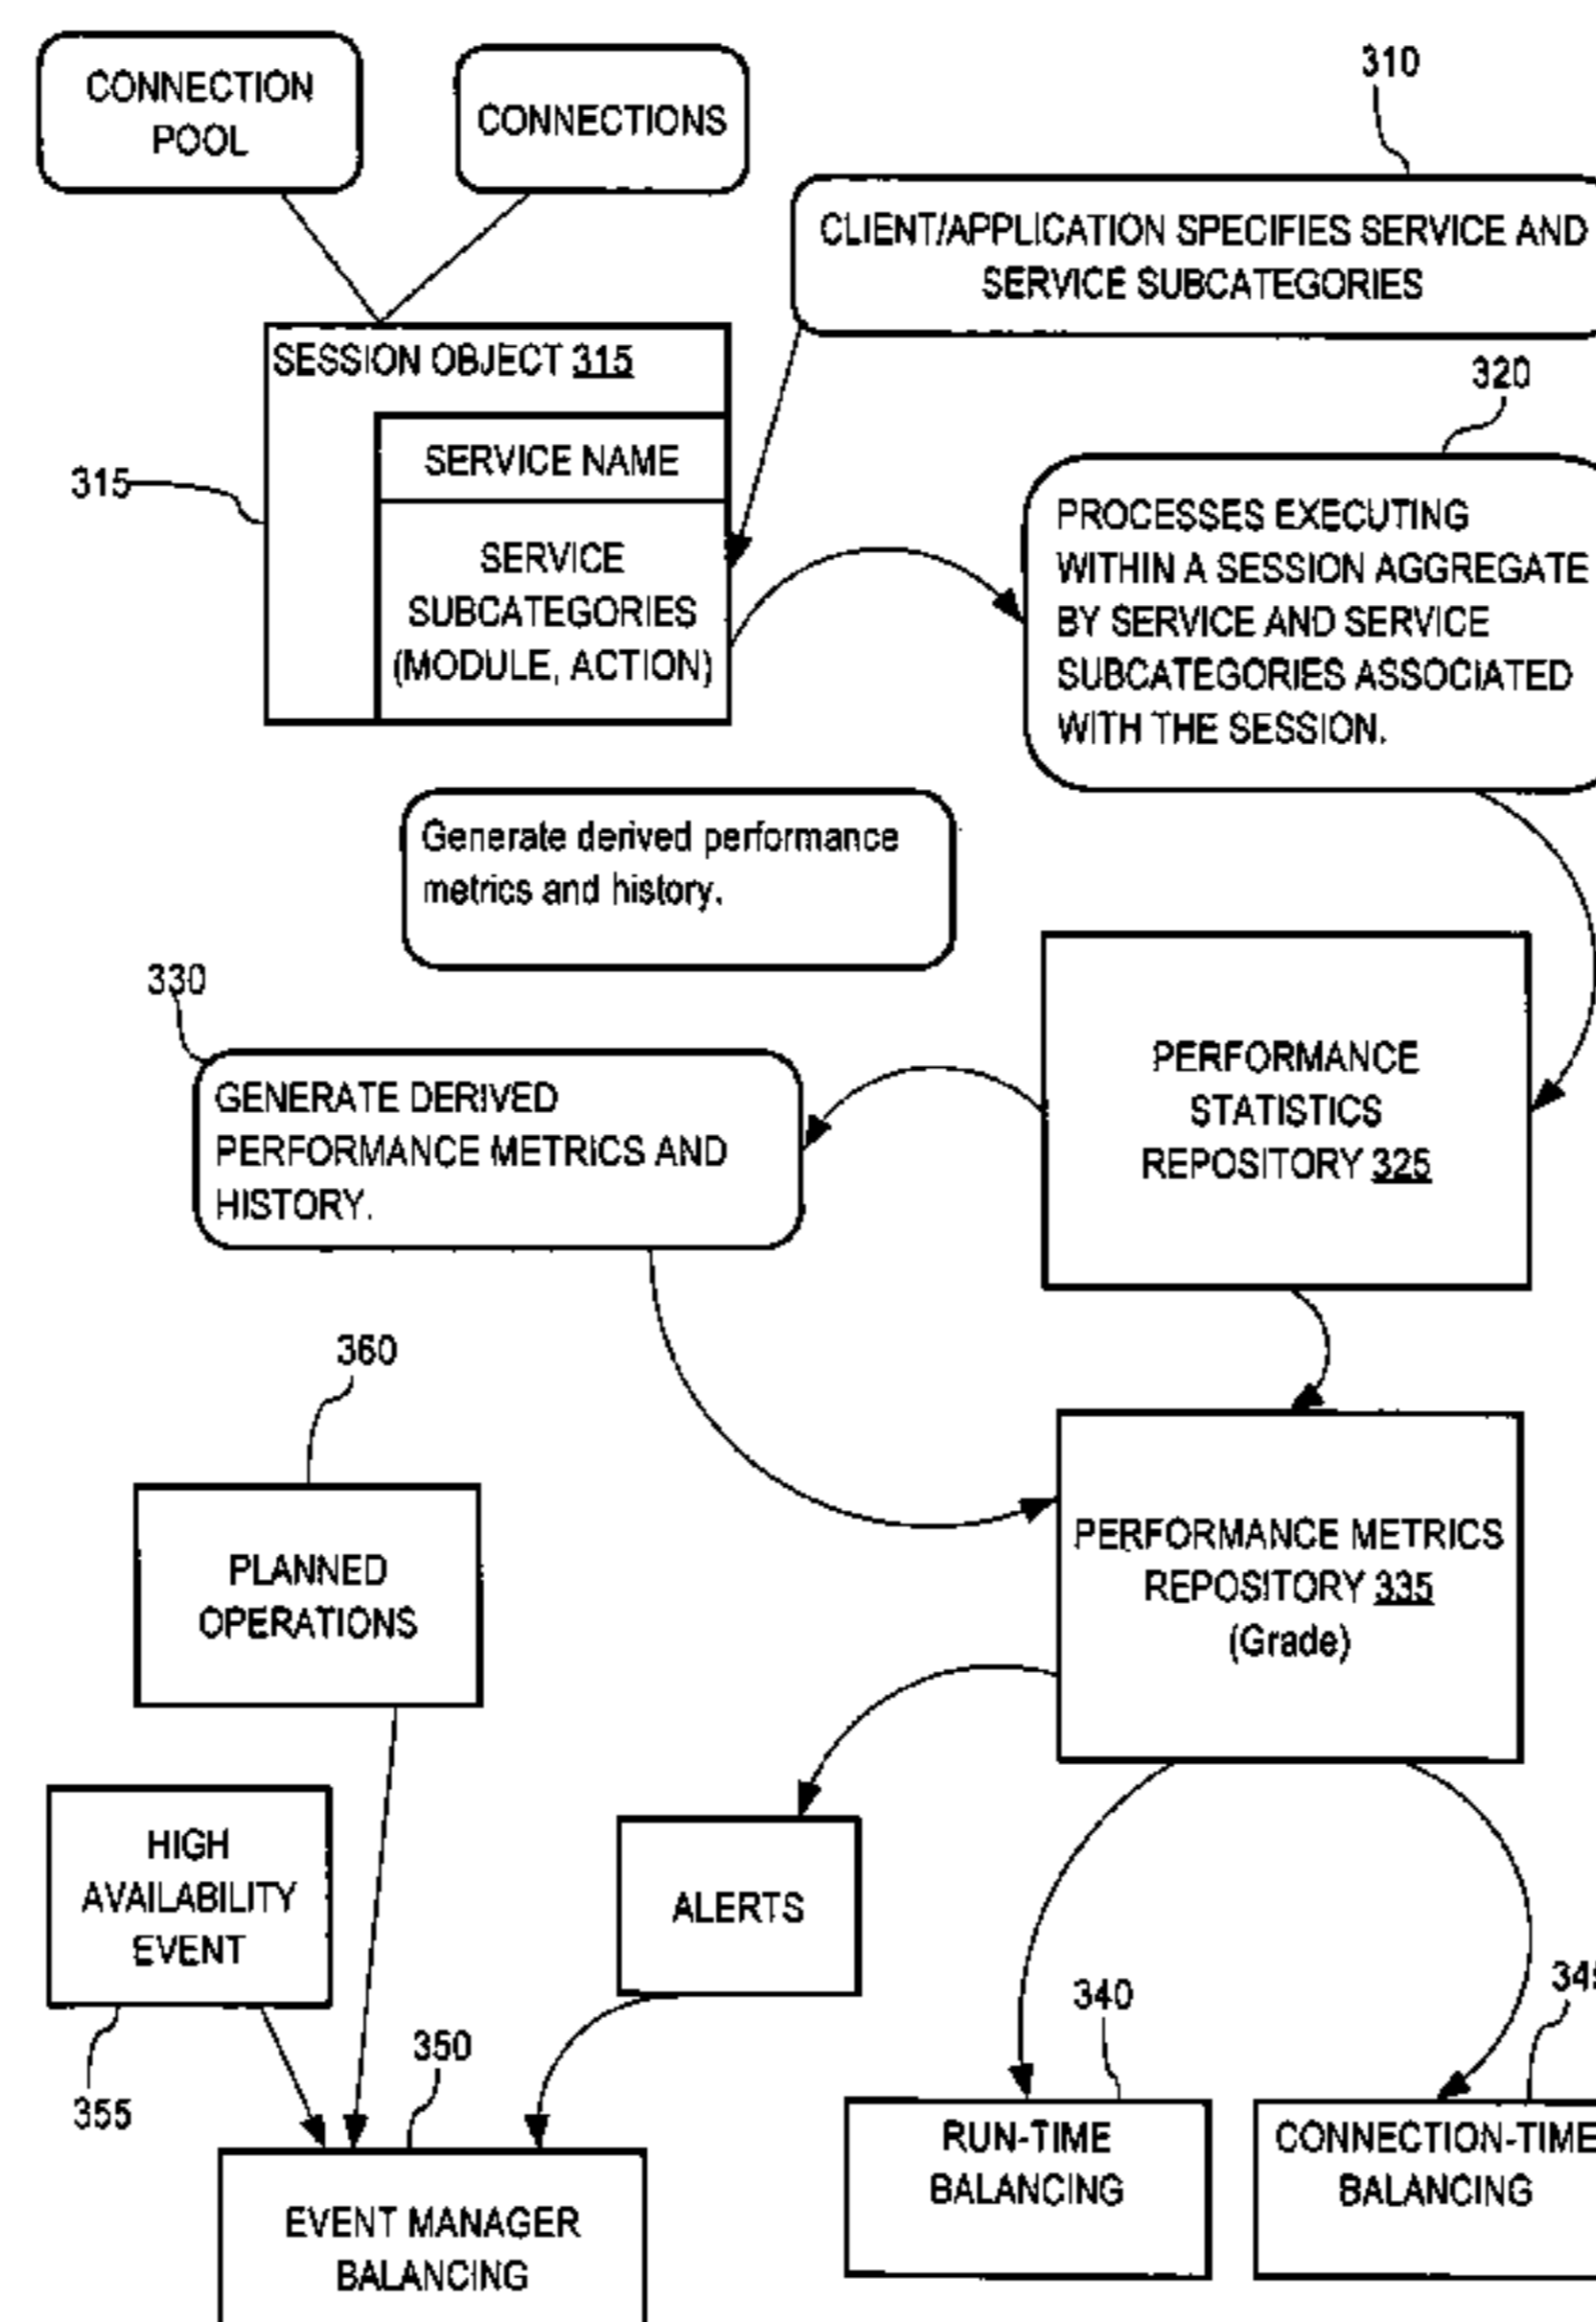 CONNECTION
POOL
CONNECTIONS
310
CLIENT/APPLICATION SPECIFIES SERVICE AND
SERVICE SUBCATEGORIES
SESSION OBJECT 315
SERVICE NAME
SERVICE
SUBCATEGORIES
(MODULE, ACTION)
315
320
PROCESSES EXECUTING
WITHIN A SESSION AGGREGATE
BY SERVICE AND SERVICE
SUBCATEGORIES ASSOCIATED
WITH THE SESSION.
Generate derived performance
metrics and history.
330
GENERATE DERIVED
PERFORMANCE METRICS AND
HISTORY.
PERFORMANCE
STATISTICS
REPOSITORY 325
360
PLANNED
OPERATIONS
PERFORMANCE METRICS
REPOSITORY 335
(Grade)
HIGH
AVAILABILITY
EVENT
355
ALERTS
350
EVENT MANAGER
BALANCING
340
RUN-TIME
BALANCING
CONNECTION-TIME
BALANCING